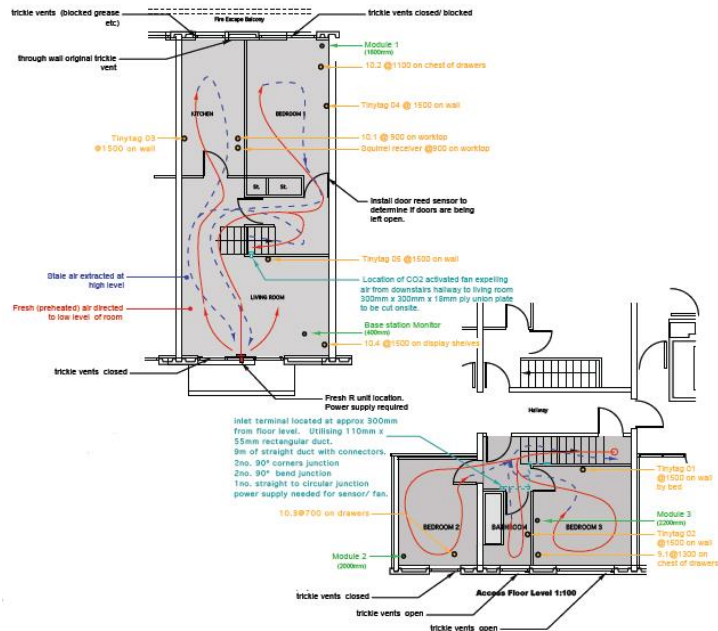 trickle vents (blocked grease
etc)
Fire Escape Balcony
trickle vents closed/ blocked
through wall original trickle
vent
Module 1
(1600mm)
10.2 @1100 on chest of drawers
KITCHEN
BEDROOM 1
Tinytag 04 @ 1500 on wall
Tinytag 03
@1500 on wall
10.1 @ 900 on worktop
Squirrel receiver @900 on worktop
St.
St.
Install door reed sensor to
determine if doors are being
left open.
Tinytag 05 @1500 on wall
Stale air extracted at
high level
Location of CO2 activated fan expelling
air from downstairs hallway to living room
300mm x 300mm x 18mm ply union plate
to be cut onsite.
LIVING ROOM
Fresh (preheated) air directed
to low level of room
Base station Monitor
(400mm)
10.4 @1500 on display shelves
trickle vents closed
Fresh R unit location.
Power supply required
Hallway
inlet terminal located at approx 300mm
from floor level. Utilising 110mm x
55mm rectangular duct.
9m of straight duct with connectors.
2no. 90° corners junction
2no. 90° bend junction
1no. straight to circular junction
power supply needed for sensor/ fan.
Tinytag 01
@1500 on wall
by bed
10.3@700 on drawers
BEDROOM 2
BATHROOM
BEDROOM 3
Module 3
(2200mm)
Tinytag 02
@1500 on wall
Module 2
(2000mm)
9.1@1300 on
chest of drawers
trickle vents closed
Access Floor Level 1:100
trickle vents open
trickle vents open